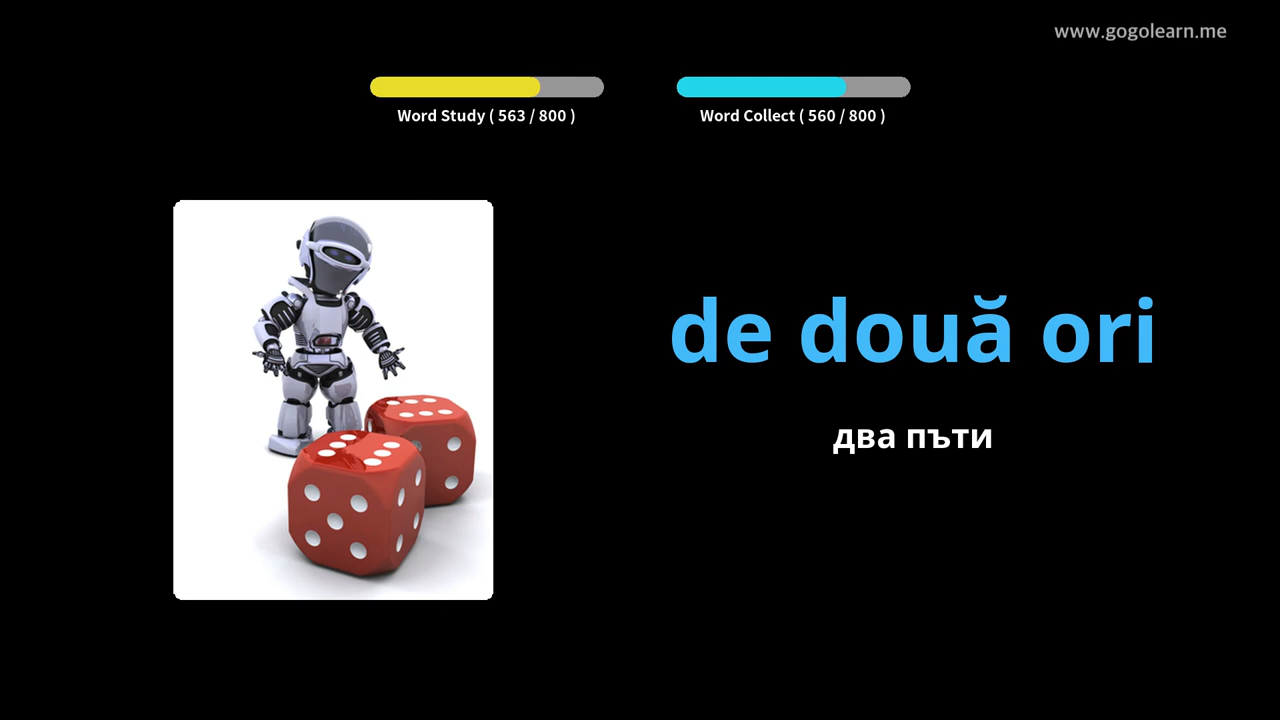 www.gogolearn.me
Word Study ( 563 / 800 )
Word Collect ( 560 / 800 )
de două ori
два пъти